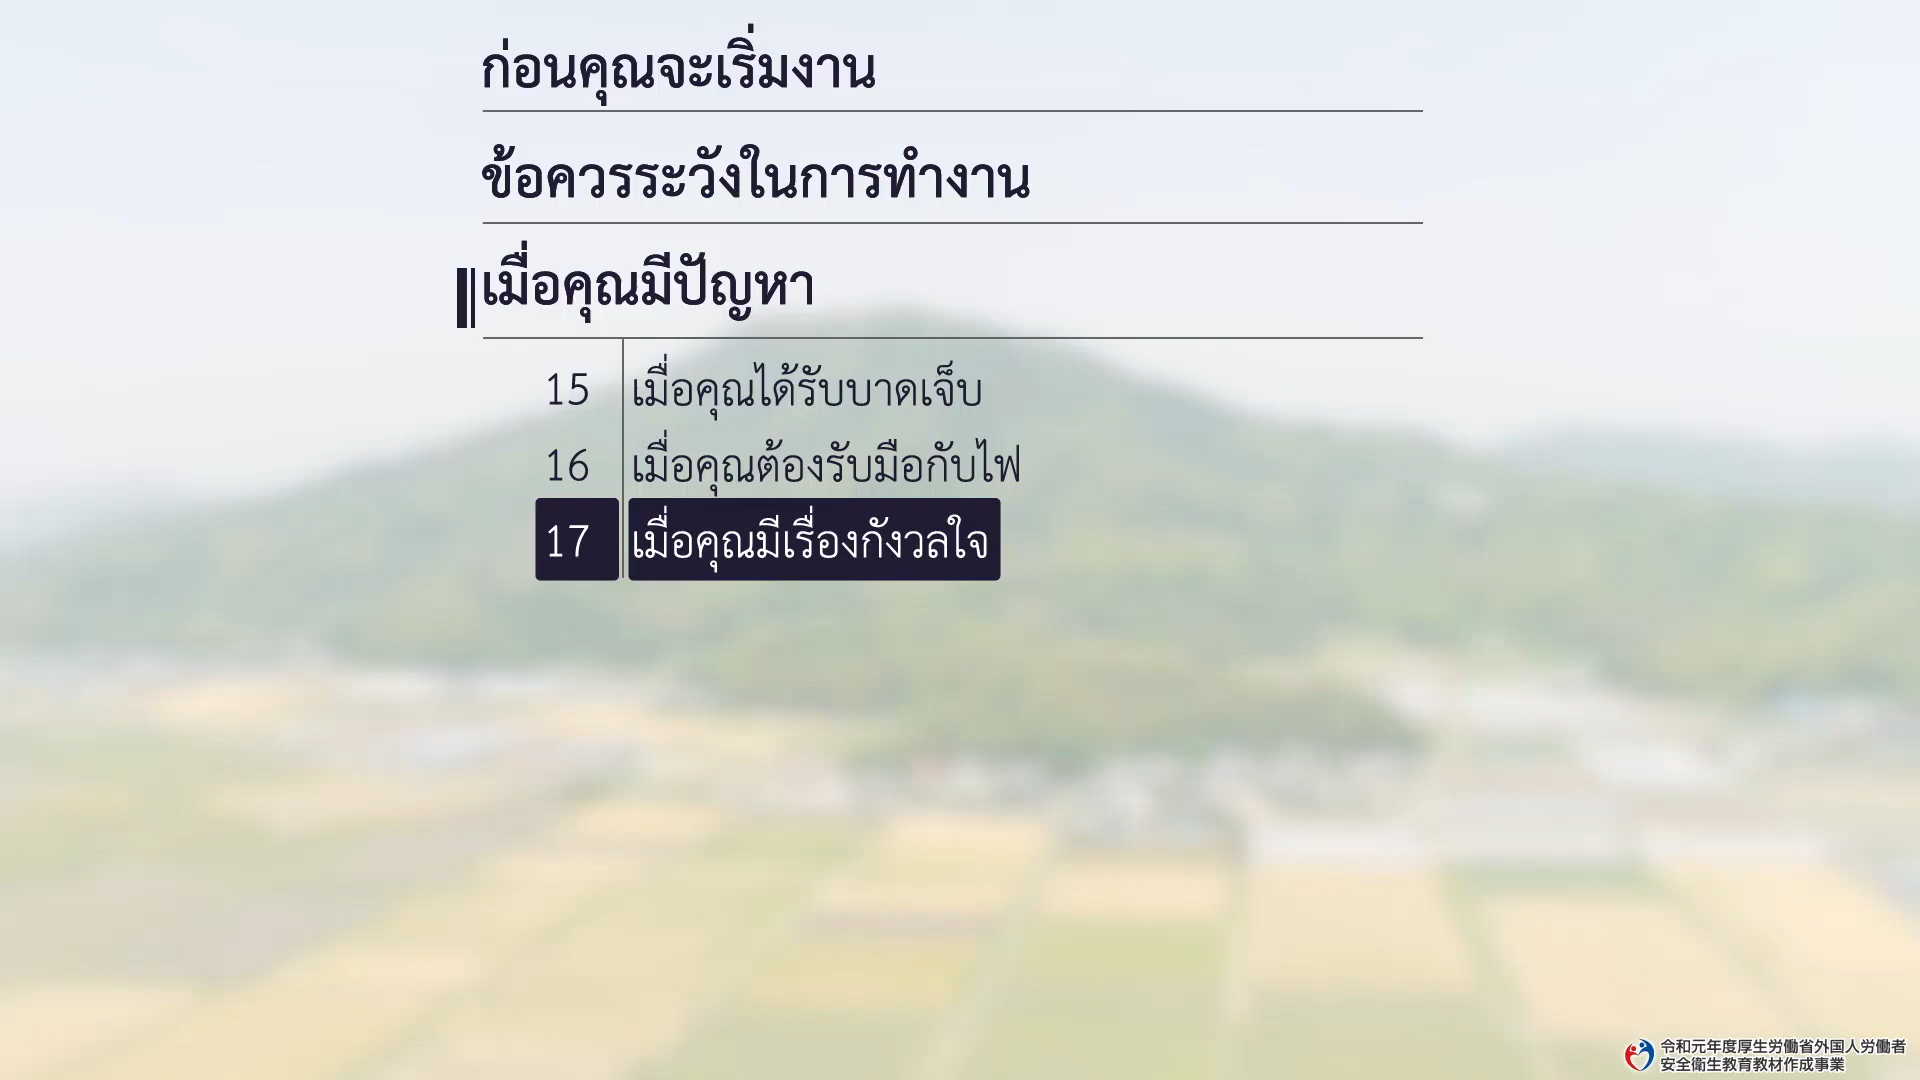 ก่อนคุณจะเริ่มงาน
ข้อควรระวังในการทำงาน
เมื่อคุณมีปัญหา
15 เมื่อคุณได้รับบาดเจ็บ
16 เมื่อคุณต้องรับมือกับไฟ
17 เมื่อคุณมีเรื่องกังวลใจ
令和元年度厚生労働省外国人労働者
安全衛生教育教材作成事業